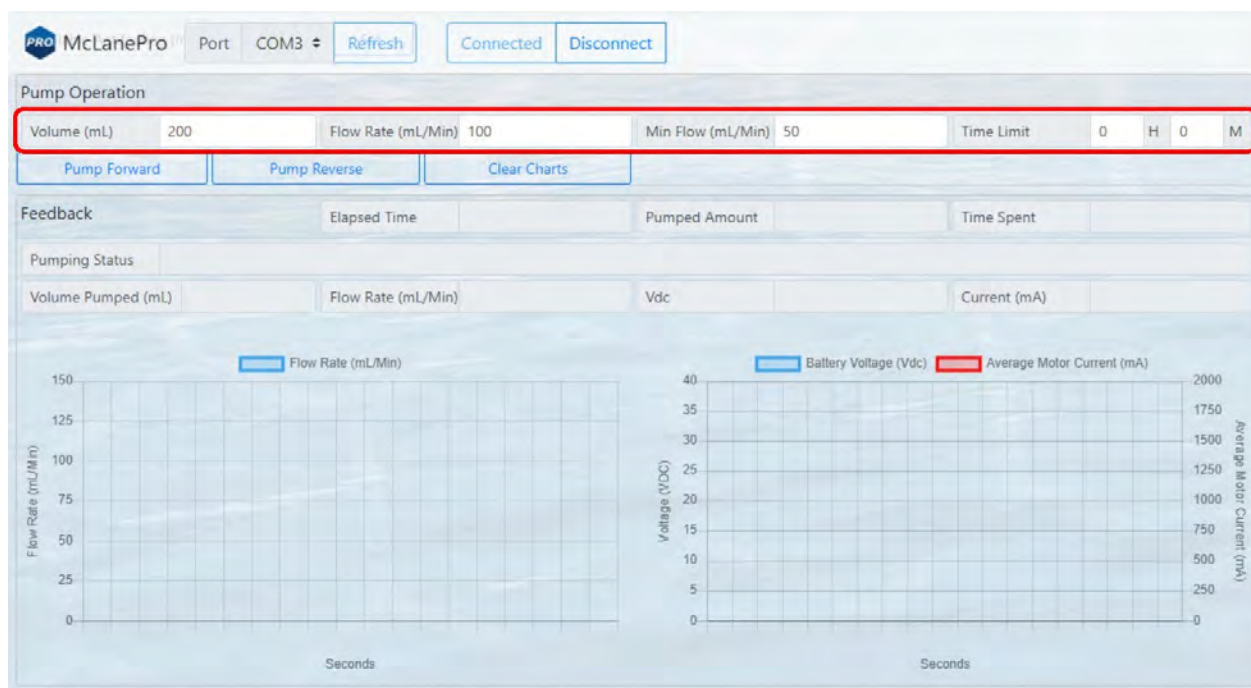 PRO McLanePro Port COM3 Refresh Connected Disconnect
Pump Operation
Volume (mL) 200 Flow Rate (mL/Min) 100 Min Flow (mL/Min) 50 Time Limit 0 H 0 M
Pump Forward Pump Reverse Clear Charts
Feedback Elapsed Time Pumped Amount Time Spent
Pumping Status
Volume Pumped (mL) Flow Rate (mL/Min) Vdc Current (mA)
Flow Rate (mL/Min)
150
125
100
75
50
25
0
Flow Rate (mL/Min)
Seconds
Battery Voltage (Vdc) Average Motor Current (mA)
40
35
30
25
20
15
10
5
0
Voltage (VDC)
2000
1750
1500
1250
1000
750
500
250
0
Average Motor Current (mA)
Seconds